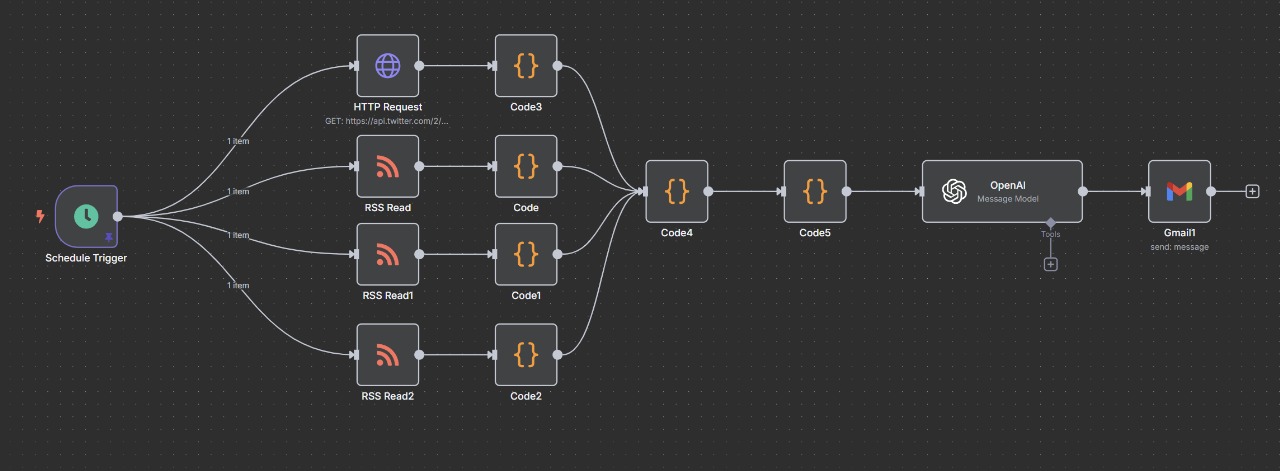 HTTP Request
GET: https://api.twitter.com/2/...
Code3
1 item
RSS Read
Code
1 item
Schedule Trigger
1 item
RSS Read1
Code1
1 item
RSS Read2
Code2
Code4
Code5
OpenAI
Message Model
Tools
Gmail1
send: message